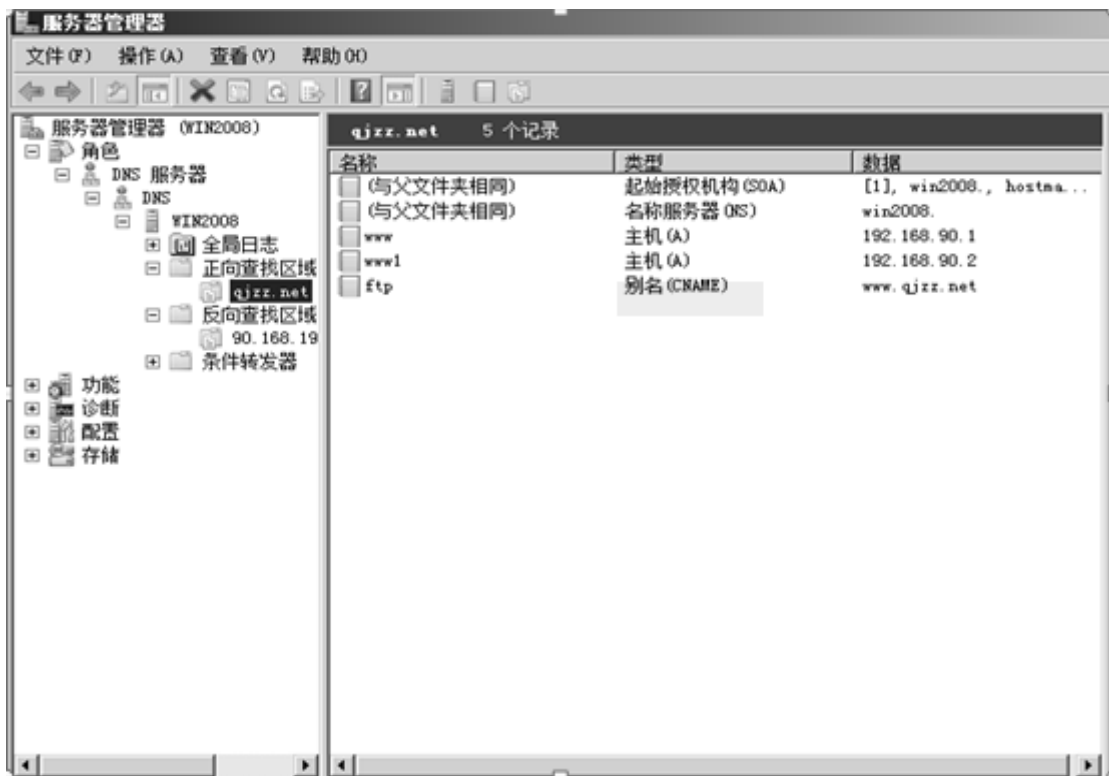 服务器管理器
文件(F) 操作(A) 查看(V) 帮助(H)
服务器管理器 (WIN2008)
角色
DNS 服务器
DNS
WIN2008
全局日志
正向查找区域
qjzz.net
反向查找区域
90.168.19
条件转发器
功能
诊断
配置
存储
qjzz.net 5 个记录
名称 类型 数据
(与父文件夹相同) 起始授权机构(SOA) [1], win2008., hostma...
(与父文件夹相同) 名称服务器(NS) win2008.
www 主机(A) 192.168.90.1
www1 主机(A) 192.168.90.2
ftp 别名(CNAME) www.qjzz.net